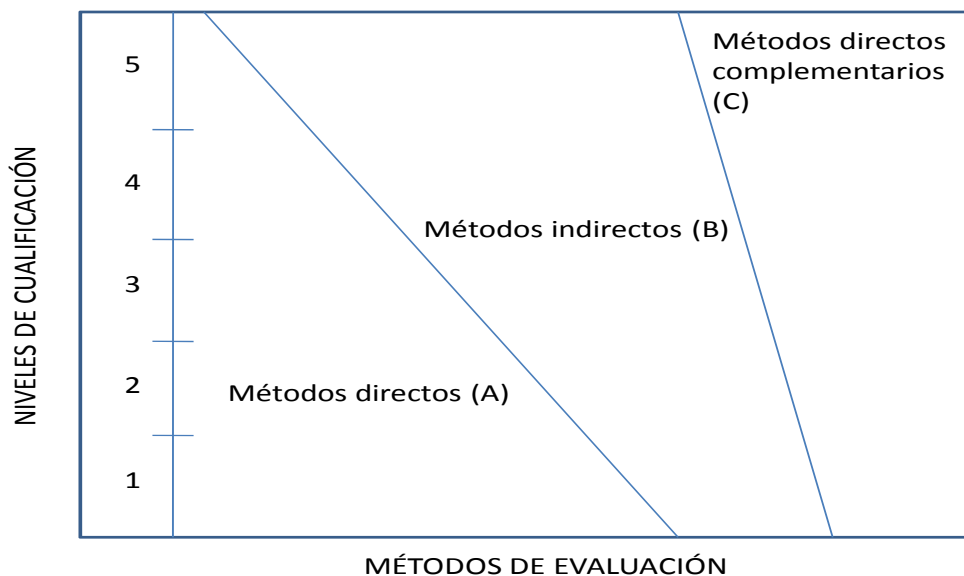 NIVELES DE CUALIFICACIÓN
5
4
3
2
1
Métodos directos
complementarios
(C)
Métodos indirectos (B)
Métodos directos (A)
MÉTODOS DE EVALUACIÓN